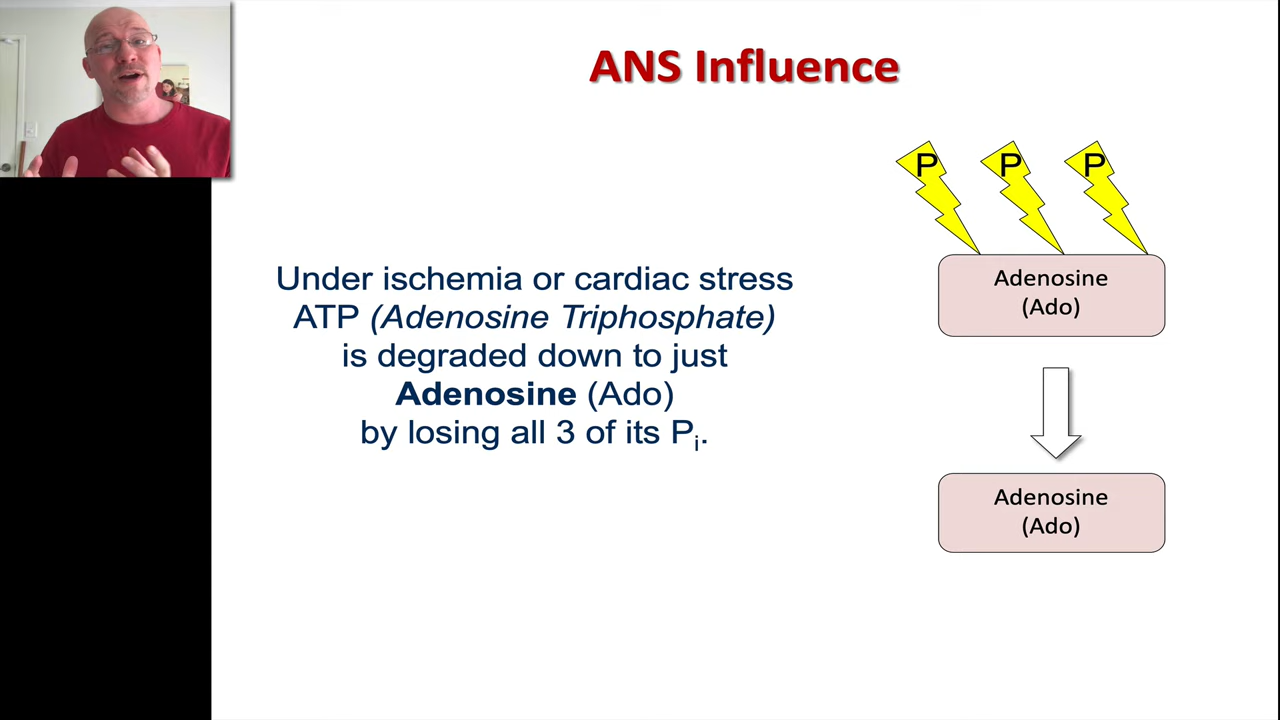 ANS Influence
P P P
Adenosine
(Ado)
Under ischemia or cardiac stress
ATP (Adenosine Triphosphate)
is degraded down to just
Adenosine (Ado)
by losing all 3 of its Pi.
Adenosine
(Ado)